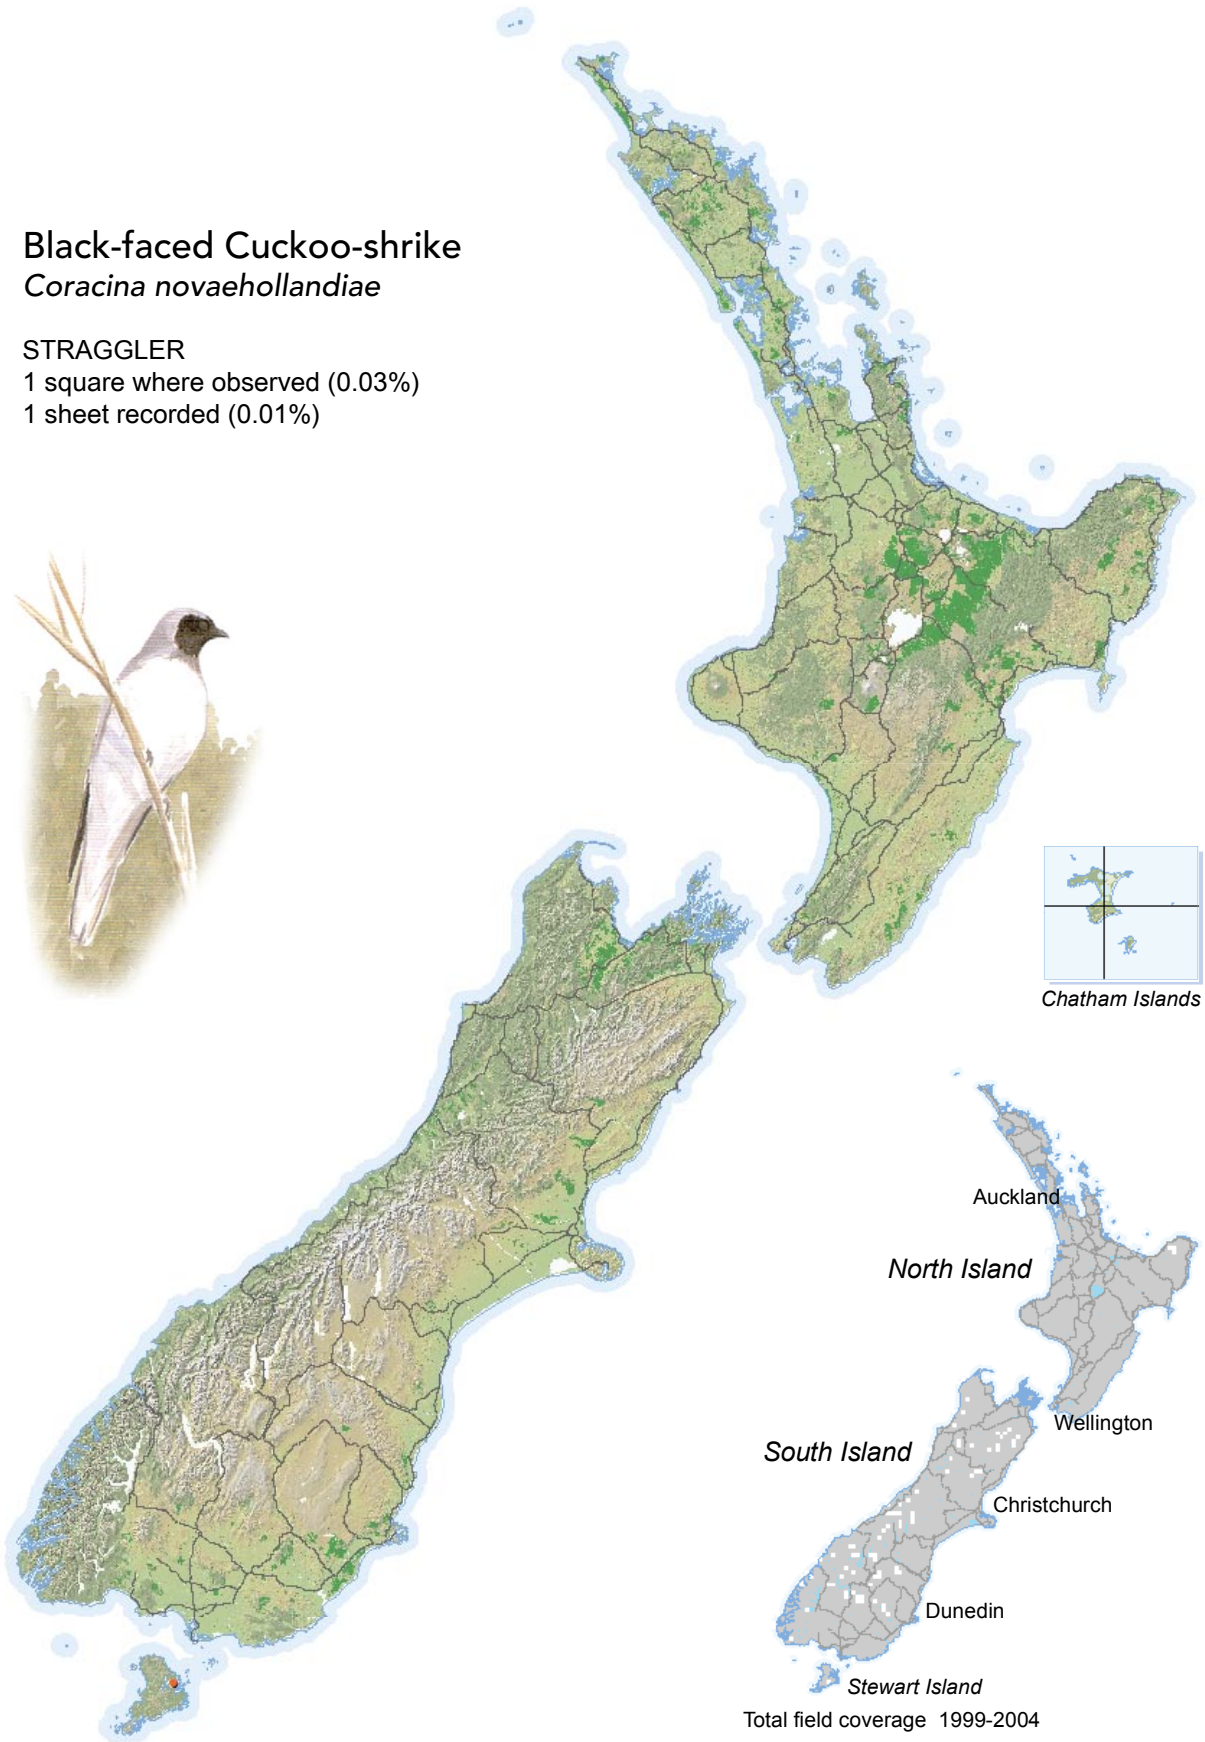 Black-faced Cuckoo-shrike
Coracina novaehollandiae
STRAGGLER
1 square where observed (0.03%)
1 sheet recorded (0.01%)
Chatham Islands
Auckland
North Island
Wellington
South Island
Christchurch
Dunedin
Stewart Island
Total field coverage 1999-2004